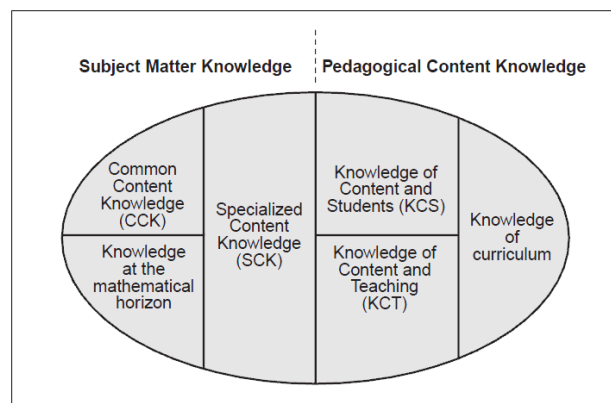 Subject Matter Knowledge
Pedagogical Content Knowledge
Common
Content
Knowledge
(CCK)
Knowledge
at the
mathematical
horizon
Specialized
Content
Knowledge
(SCK)
Knowledge of
Content and
Students (KCS)
Knowledge of
Content and
Teaching
(KCT)
Knowledge
of
curriculum